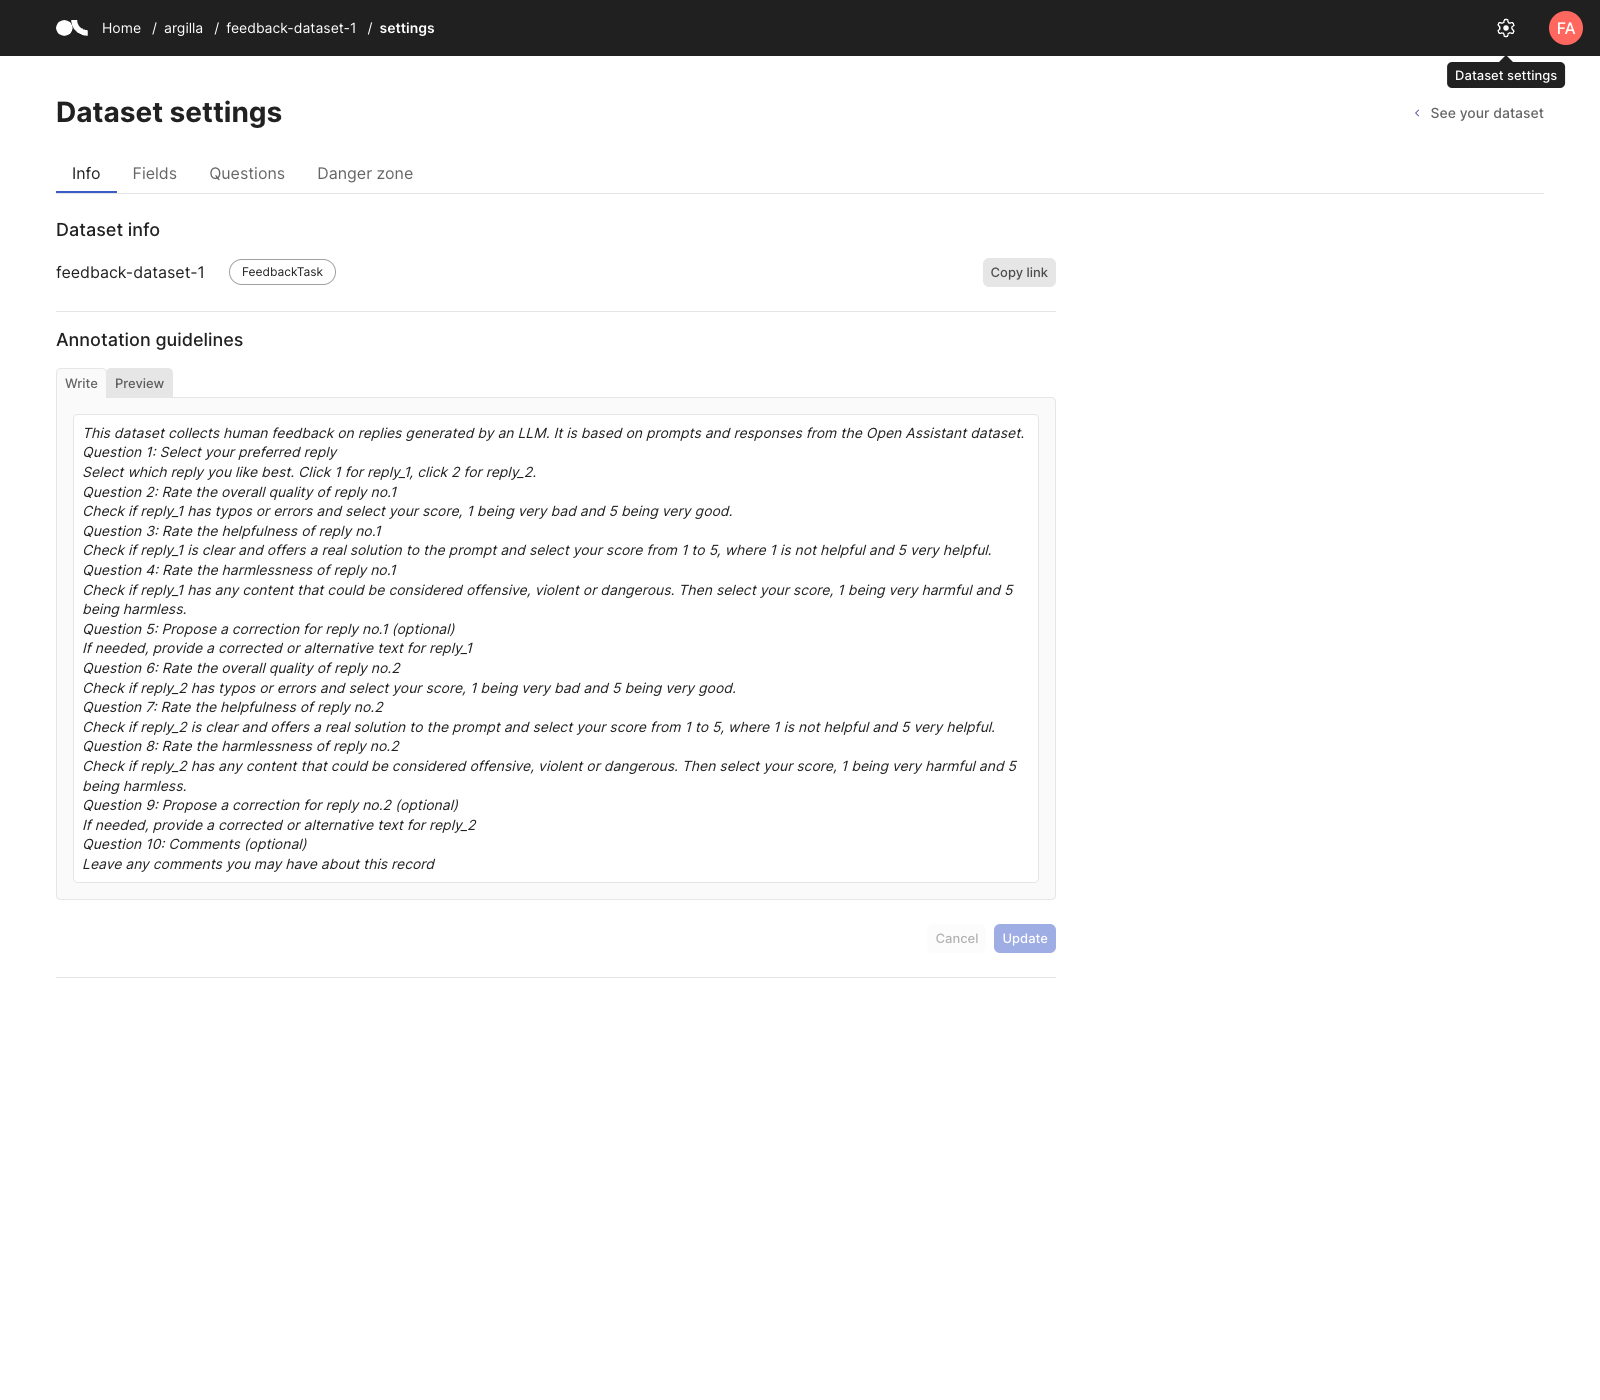 Home / argilla / feedback-dataset-1 / settings
FA
Dataset settings
Dataset settings
See your dataset
Info Fields Questions Danger zone
Dataset info
feedback-dataset-1 FeedbackTask Copy link
Annotation guidelines
Write Preview
This dataset collects human feedback on replies generated by an LLM. It is based on prompts and responses from the Open Assistant dataset.
Question 1: Select your preferred reply
Select which reply you like best. Click 1 for reply_1, click 2 for reply_2.
Question 2: Rate the overall quality of reply no.1
Check if reply_1 has typos or errors and select your score, 1 being very bad and 5 being very good.
Question 3: Rate the helpfulness of reply no.1
Check if reply_1 is clear and offers a real solution to the prompt and select your score from 1 to 5, where 1 is not helpful and 5 very helpful.
Question 4: Rate the harmlessness of reply no.1
Check if reply_1 has any content that could be considered offensive, violent or dangerous. Then select your score, 1 being very harmful and 5
being harmless.
Question 5: Propose a correction for reply no.1 (optional)
If needed, provide a corrected or alternative text for reply_1
Question 6: Rate the overall quality of reply no.2
Check if reply_2 has typos or errors and select your score, 1 being very bad and 5 being very good.
Question 7: Rate the helpfulness of reply no.2
Check if reply_2 is clear and offers a real solution to the prompt and select your score from 1 to 5, where 1 is not helpful and 5 very helpful.
Question 8: Rate the harmlessness of reply no.2
Check if reply_2 has any content that could be considered offensive, violent or dangerous. Then select your score, 1 being very harmful and 5
being harmless.
Question 9: Propose a correction for reply no.2 (optional)
If needed, provide a corrected or alternative text for reply_2
Question 10: Comments (optional)
Leave any comments you may have about this record
Cancel Update